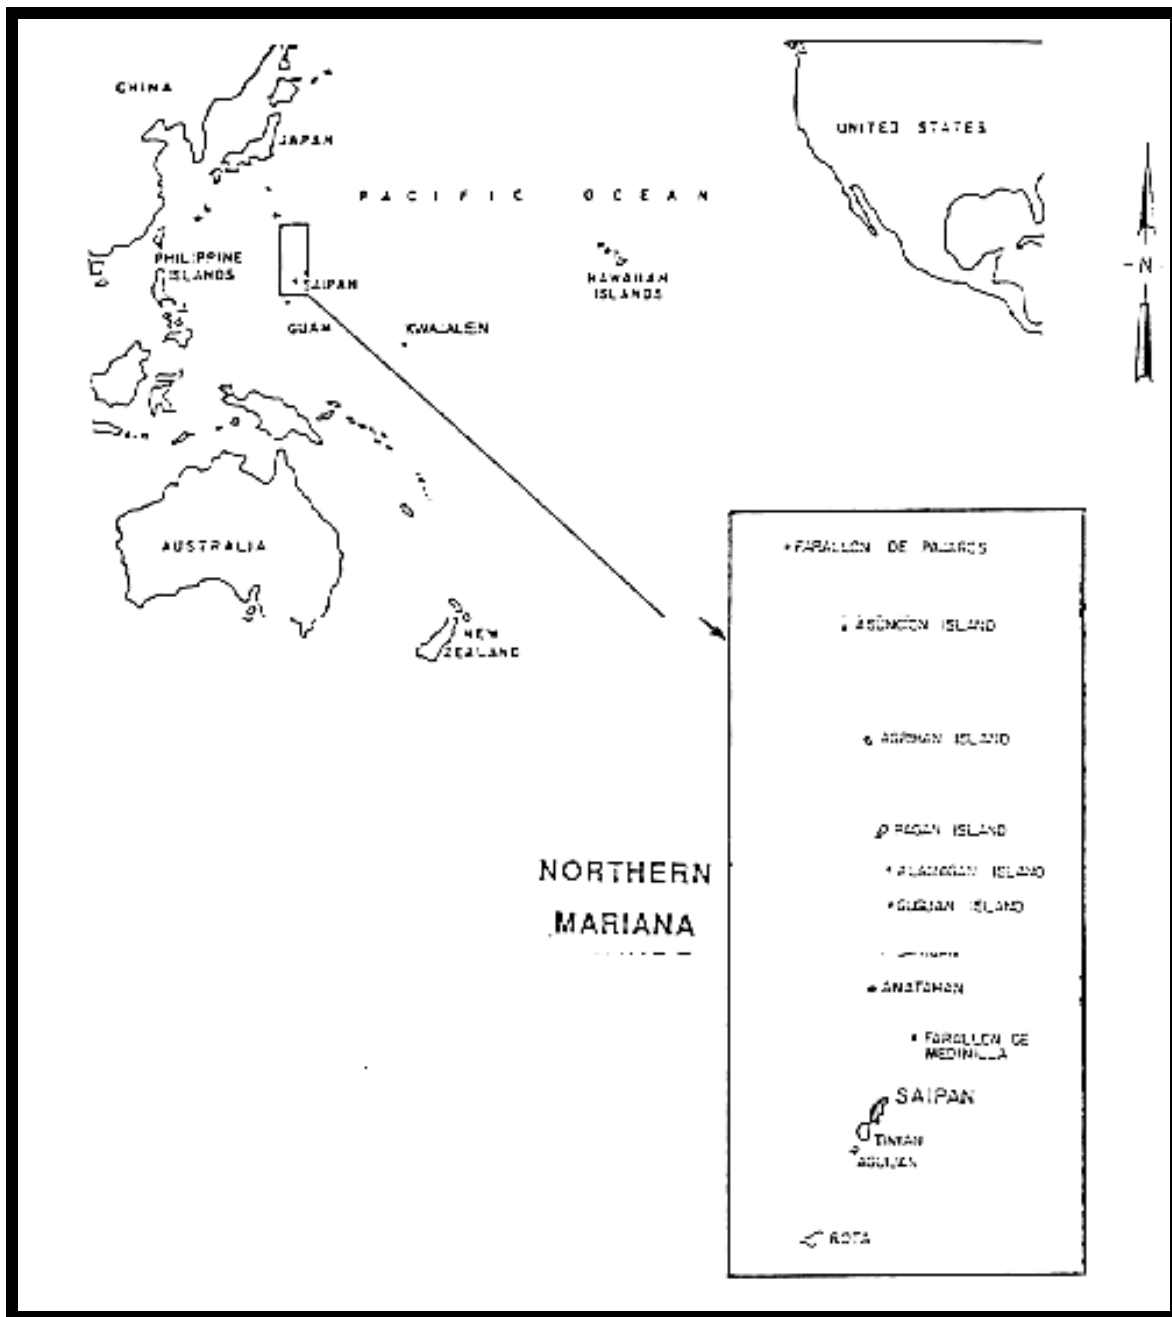 CHINA
JAPAN
UNITED STATES
PACIFIC OCEAN
PHILIPPINE
ISLANDS
SAIPAN
HAWAIIAN
ISLANDS
-N-
GUAM
KWAJALEIN
AUSTRALIA
NEW
ZEALAND
FARALLON DE PAJAROS
ASUNCION ISLAND
AGRIHAN ISLAND
PAGAN ISLAND
ALAMAGAN ISLAND
GUGUAN ISLAND
NORTHERN
MARIANA
ANATAHAN
FARALLON DE
MEDINILLA
SAIPAN
TINIAN
AGUIJAN
ROTA